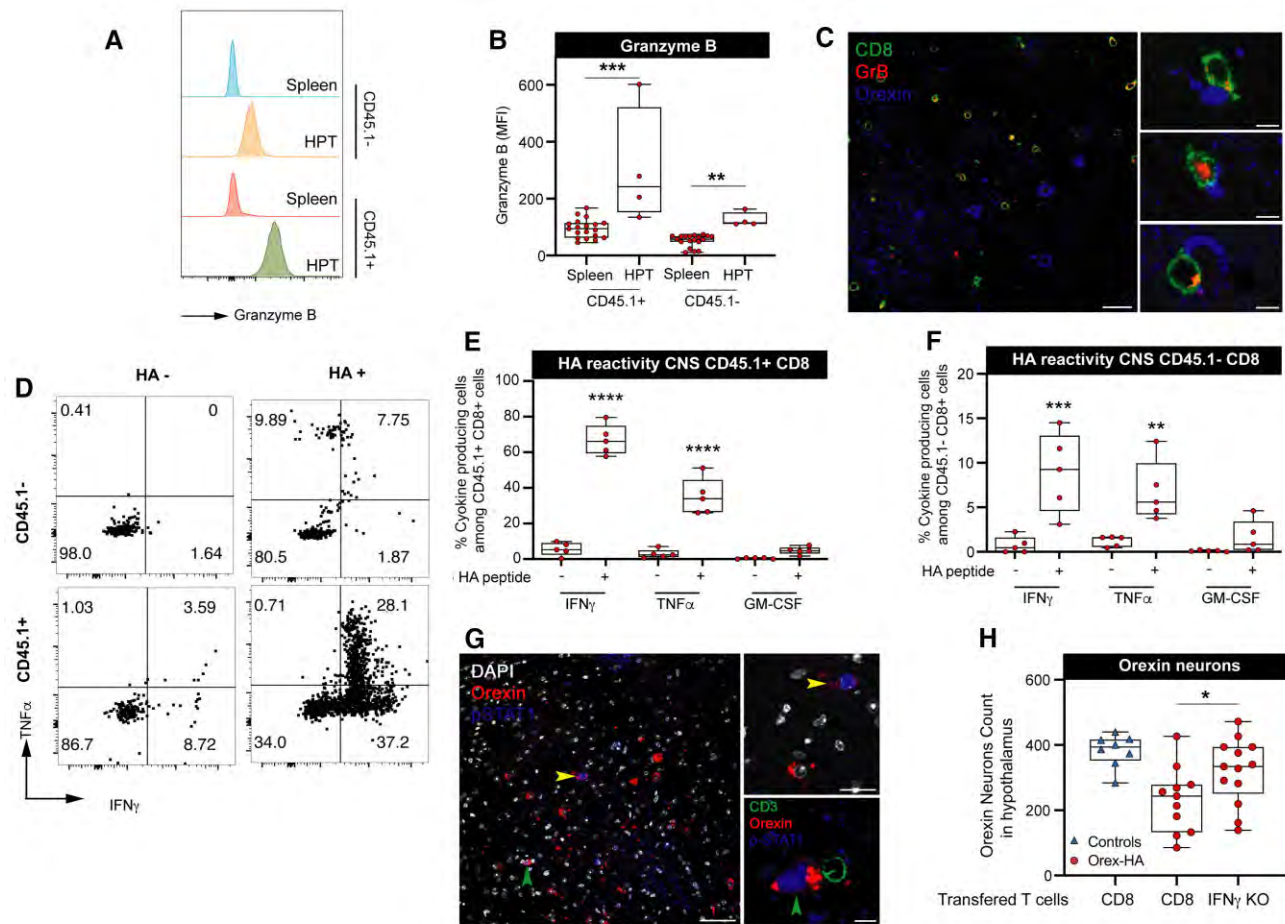 A
Spleen
HPT
CD45.1-
Spleen
HPT
CD45.1+
Granzyme B
B
Granzyme B
Granzyme B (MFI)
600
400
200
0
***
**
Spleen HPT Spleen HPT
CD45.1+ CD45.1-
C
CD8
GrB
Orexin
D
HA - HA +
CD45.1-
0.41 0
98.0 1.64
9.89 7.75
80.5 1.87
CD45.1+
1.03 3.59
86.7 8.72
0.71 28.1
34.0 37.2
TNFα
IFNγ
E
HA reactivity CNS CD45.1+ CD8
% Cyokine producing cells
among CD45.1+ CD8+ cells
100
80
60
40
20
0
****
****
HA peptide - + - + - +
IFNγ TNFα GM-CSF
F
HA reactivity CNS CD45.1- CD8
% Cyokine producing cells
among CD45.1- CD8+ cells
20
15
10
5
0
***
**
HA peptide - + - + - +
IFNγ TNFα GM-CSF
G
DAPI
Orexin
pSTAT1
CD3
Orexin
p-STAT1
H
Orexin neurons
Orexin Neurons Count
in hypothalamus
600
400
200
0
*
Controls
Orex-HA
Transfered T cells CD8 CD8 IFNγ KO